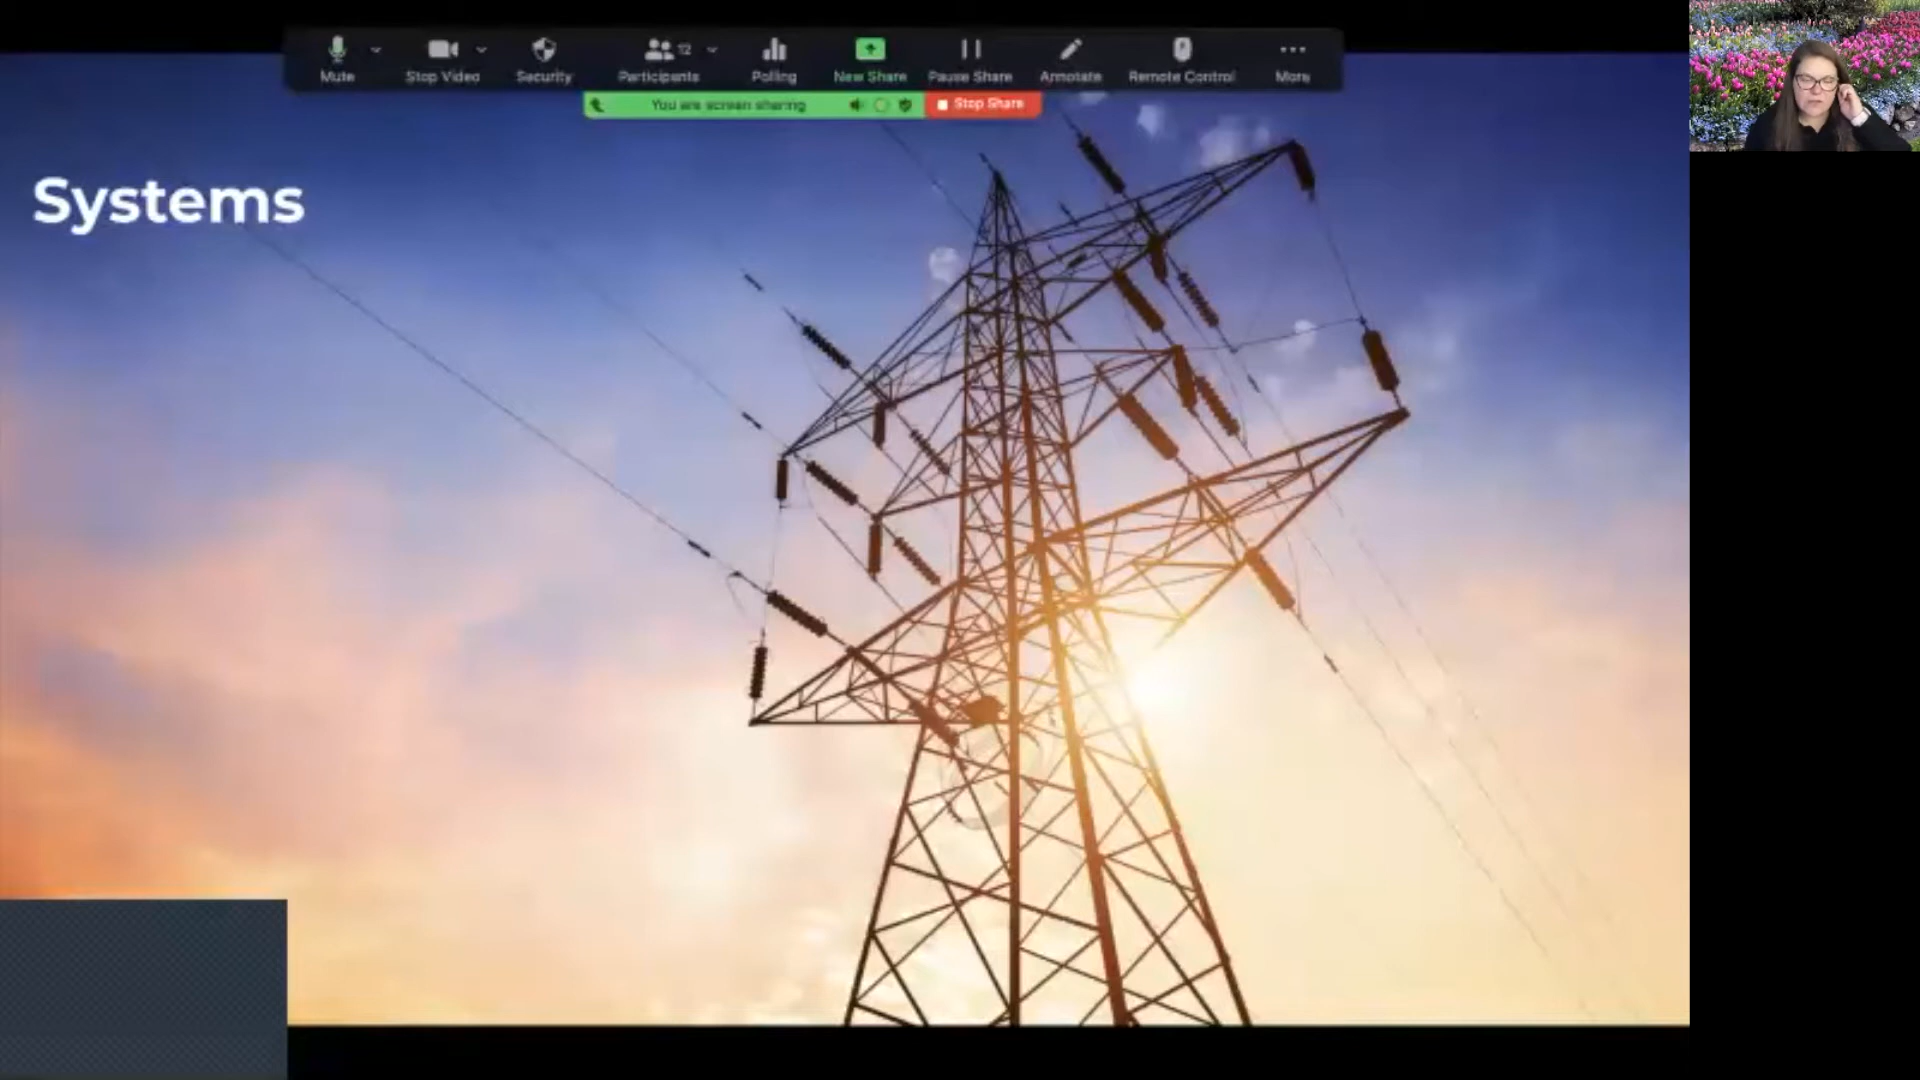 12
Mute Stop Video Security Participants Polling New Share Pause Share Annotate Remote Control More
You are screen sharing Stop Share
Systems